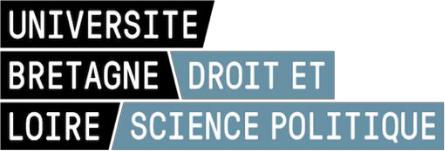 UNIVERSITE
BRETAGNE DROIT ET
LOIRE SCIENCE POLITIQUE